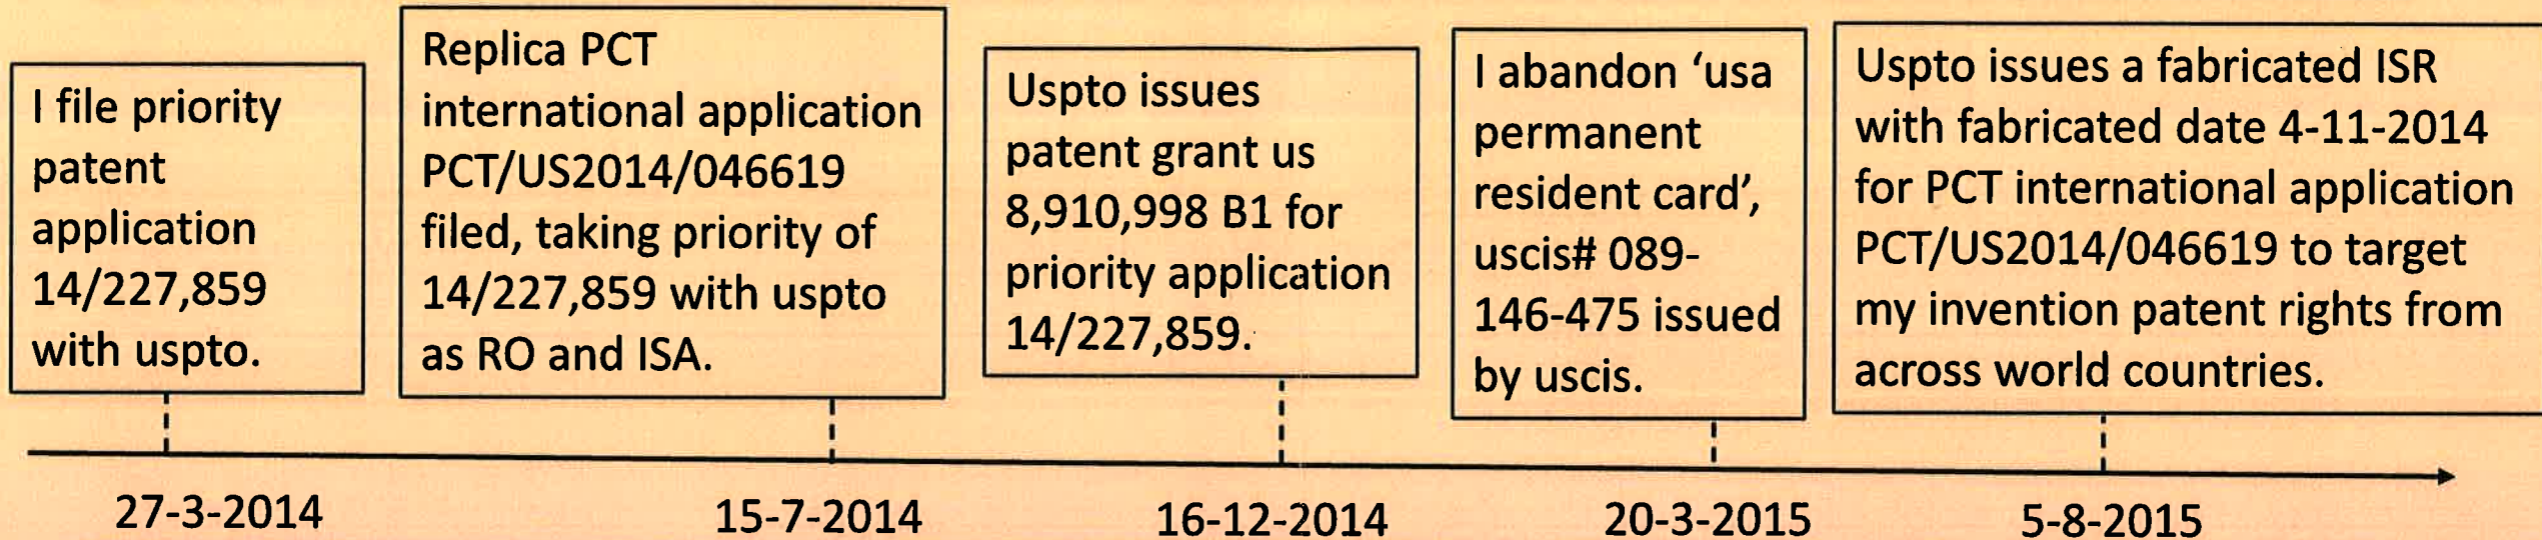 I file priority
patent
application
14/227,859
with uspto.
Replica PCT
international application
PCT/US2014/046619
filed, taking priority of
14/227,859 with uspto
as RO and ISA.
Uspto issues
patent grant us
8,910,998 B1 for
priority application
14/227,859.
I abandon ‘usa
permanent
resident card’,
uscis# 089-
146-475 issued
by uscis.
Uspto issues a fabricated ISR
with fabricated date 4-11-2014
for PCT international application
PCT/US2014/046619 to target
my invention patent rights from
across world countries.
27-3-2014
15-7-2014
16-12-2014
20-3-2015
5-8-2015